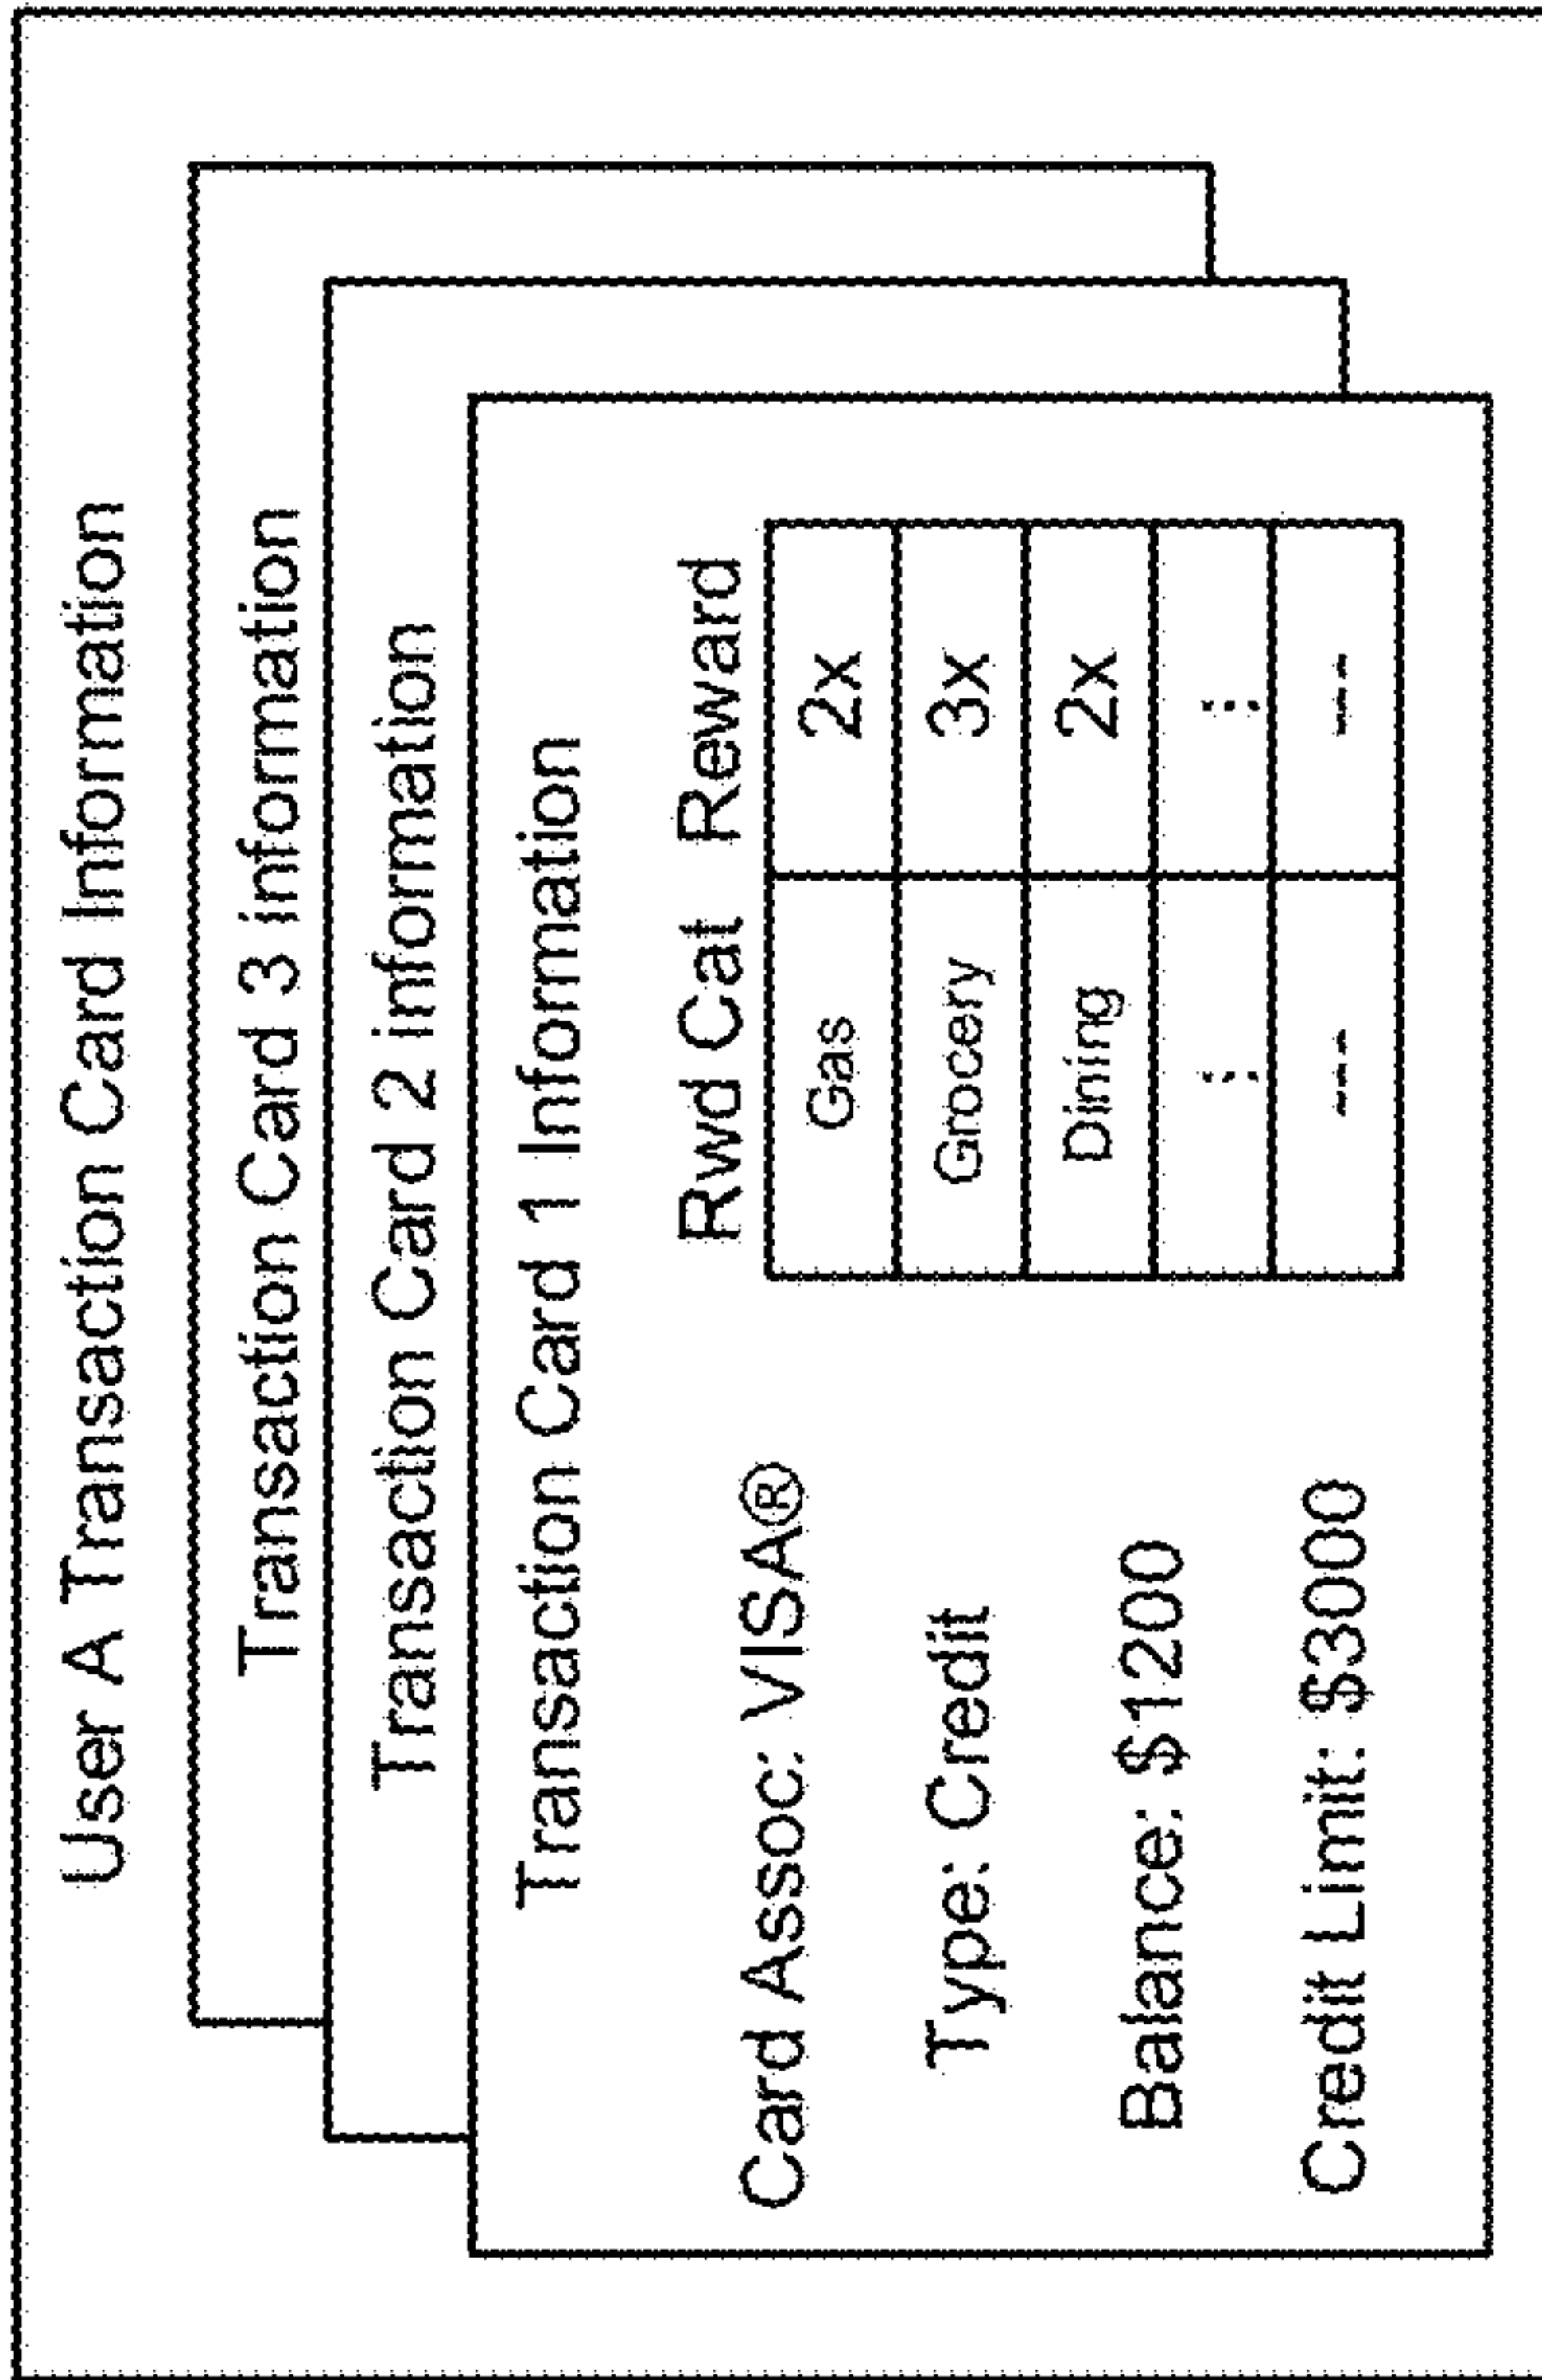 User A Transaction Card Information
Transaction Card 3 information
Transaction Card 2 information
Transaction Card 1 Information
Card Assoc: VISA®
Type: Credit
Balance: $1200
Credit Limit: $3000
Rwd Cat Reward
Gas 2x
Grocery 3x
Dining 2x
: :
--- ---